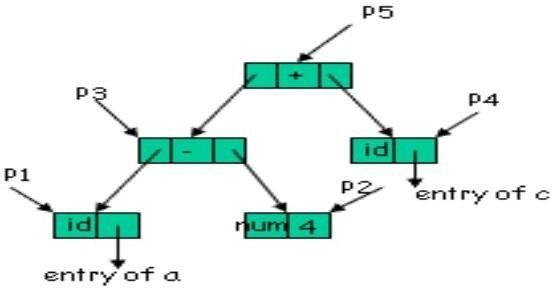 p5
+
p3
p4
-
id
p1
p2
entry of c
id
num 4
entry of a